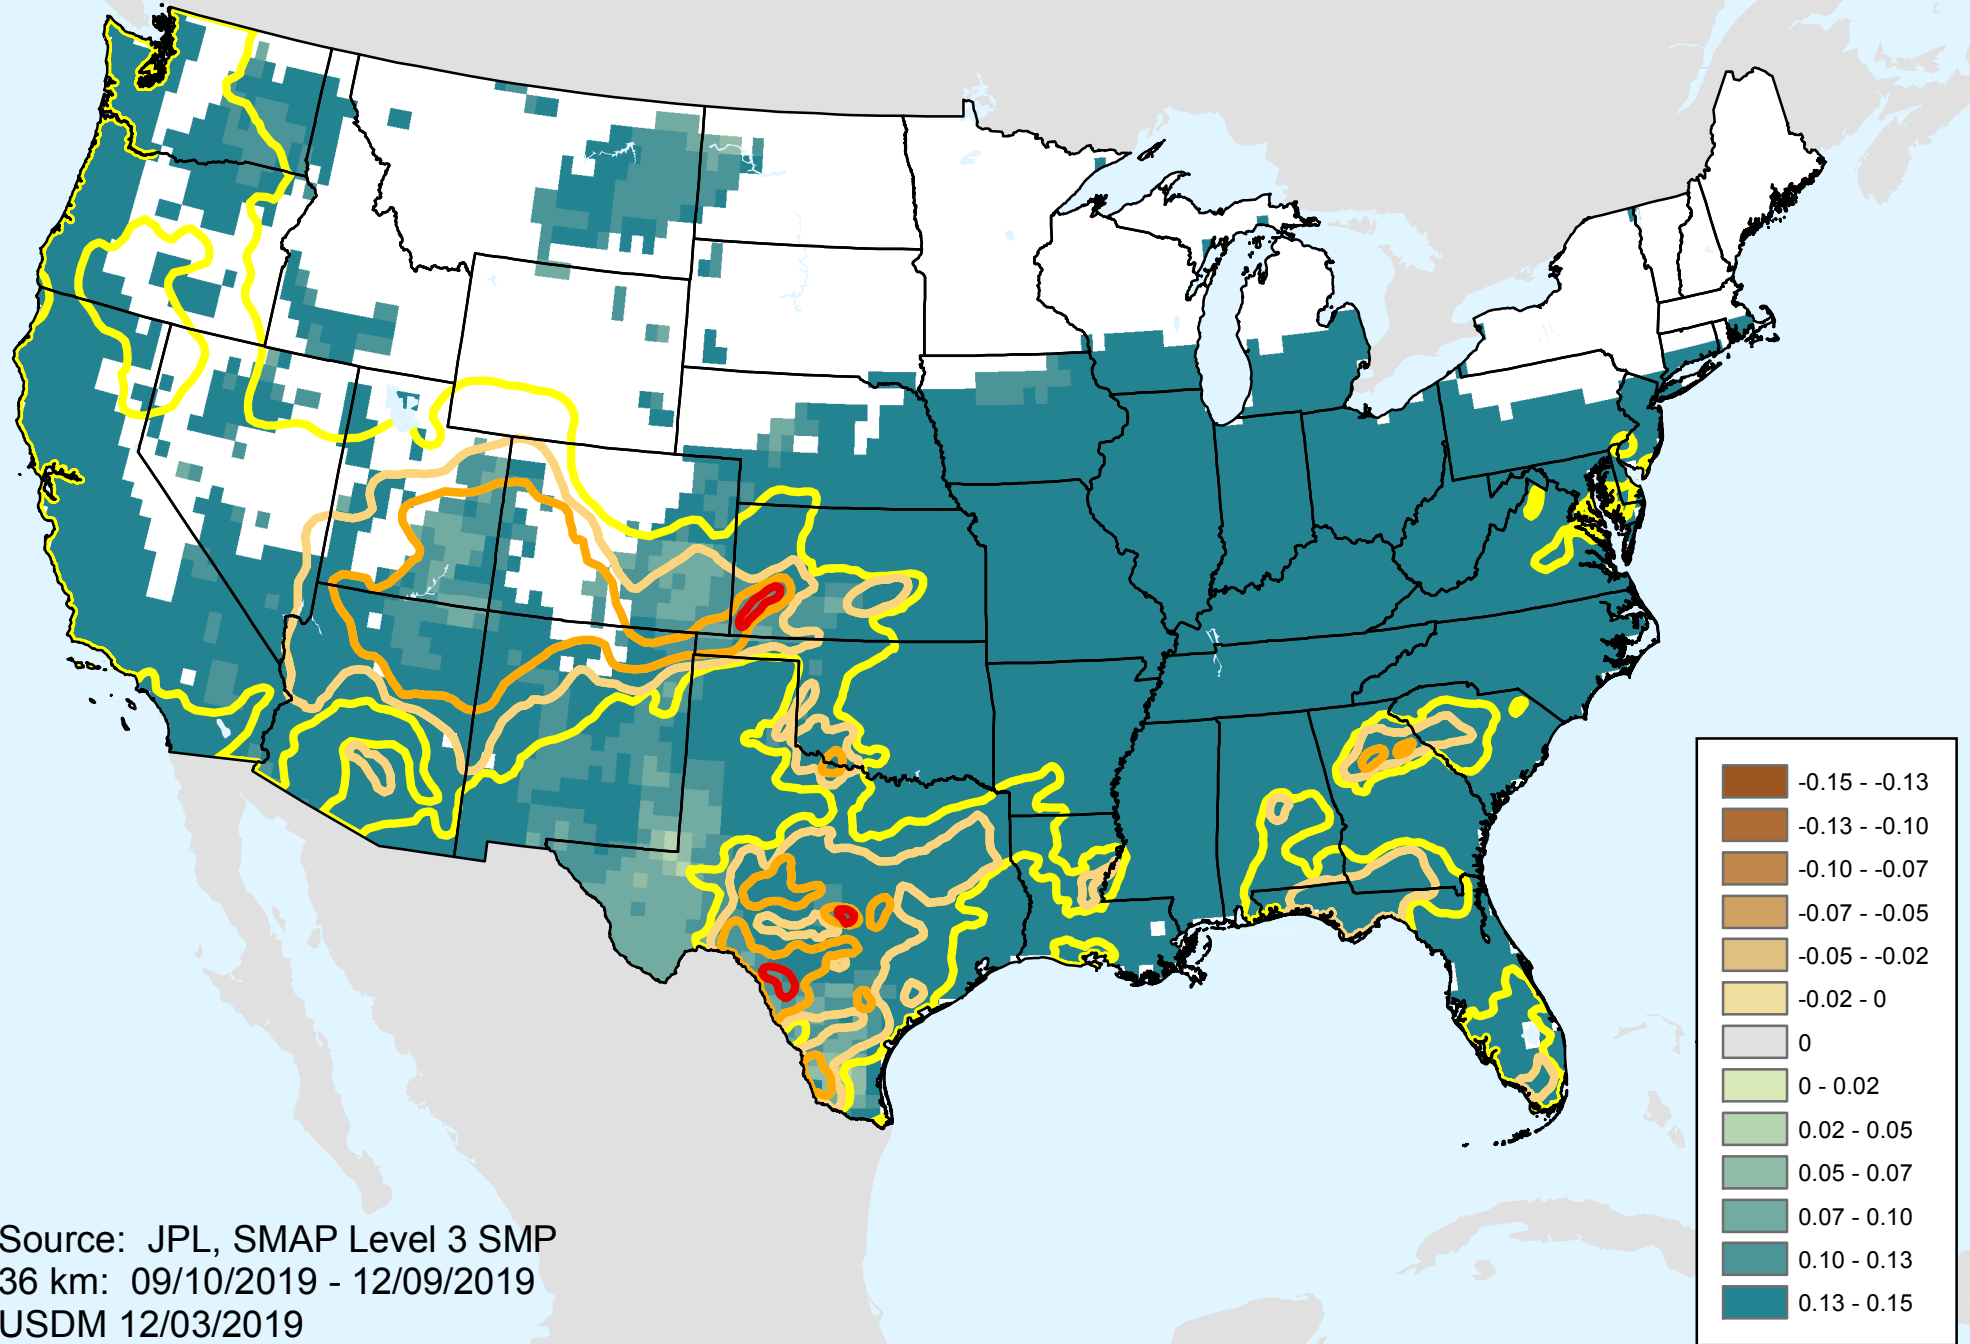 -0.15 - -0.13
-0.13 - -0.10
-0.10 - -0.07
-0.07 - -0.05
-0.05 - -0.02
-0.02 - 0
0
0 - 0.02
0.02 - 0.05
0.05 - 0.07
0.07 - 0.10
0.10 - 0.13
0.13 - 0.15
Source: JPL, SMAP Level 3 SMP
36 km: 09/10/2019 - 12/09/2019
USDM 12/03/2019